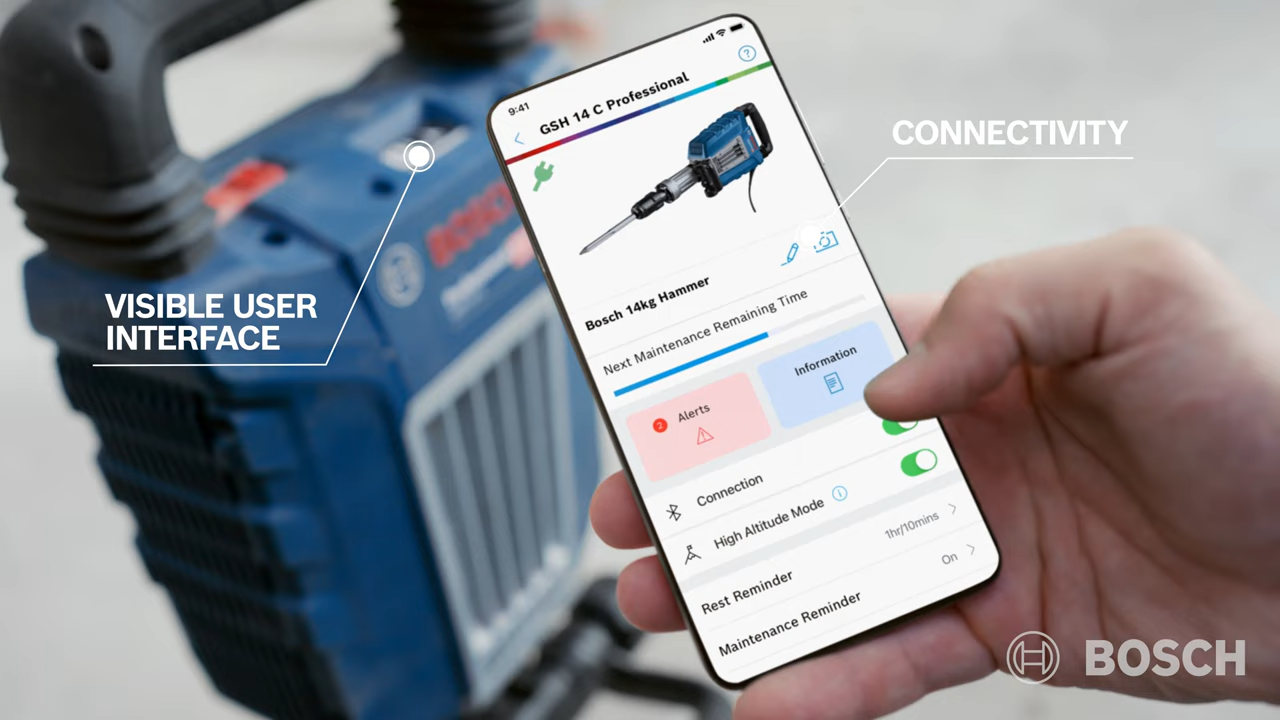 VISIBLE USER
INTERFACE
CONNECTIVITY
9:41
GSH 14 C Professional
?
Bosch 14kg Hammer
Next Maintenance Remaining Time
2 Alerts
Information
Connection
High Altitude Mode i
Rest Reminder 1hr/10mins
Maintenance Reminder On
BOSCH
BOSCH